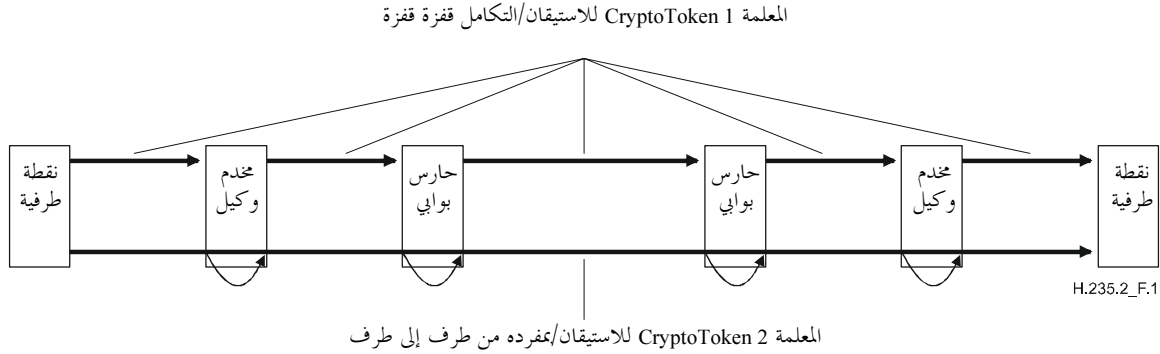 المعلمة CryptoToken 1 للاستيقان/التكامل قفزة قفزة
نقطة
طرفية
مخدم
وكيل
حارس
بوابي
حارس
بوابي
مخدم
وكيل
نقطة
طرفية
H.235.2_F.1
المعلمة CryptoToken 2 للاستيقان/بمفرده من طرف إلى طرف